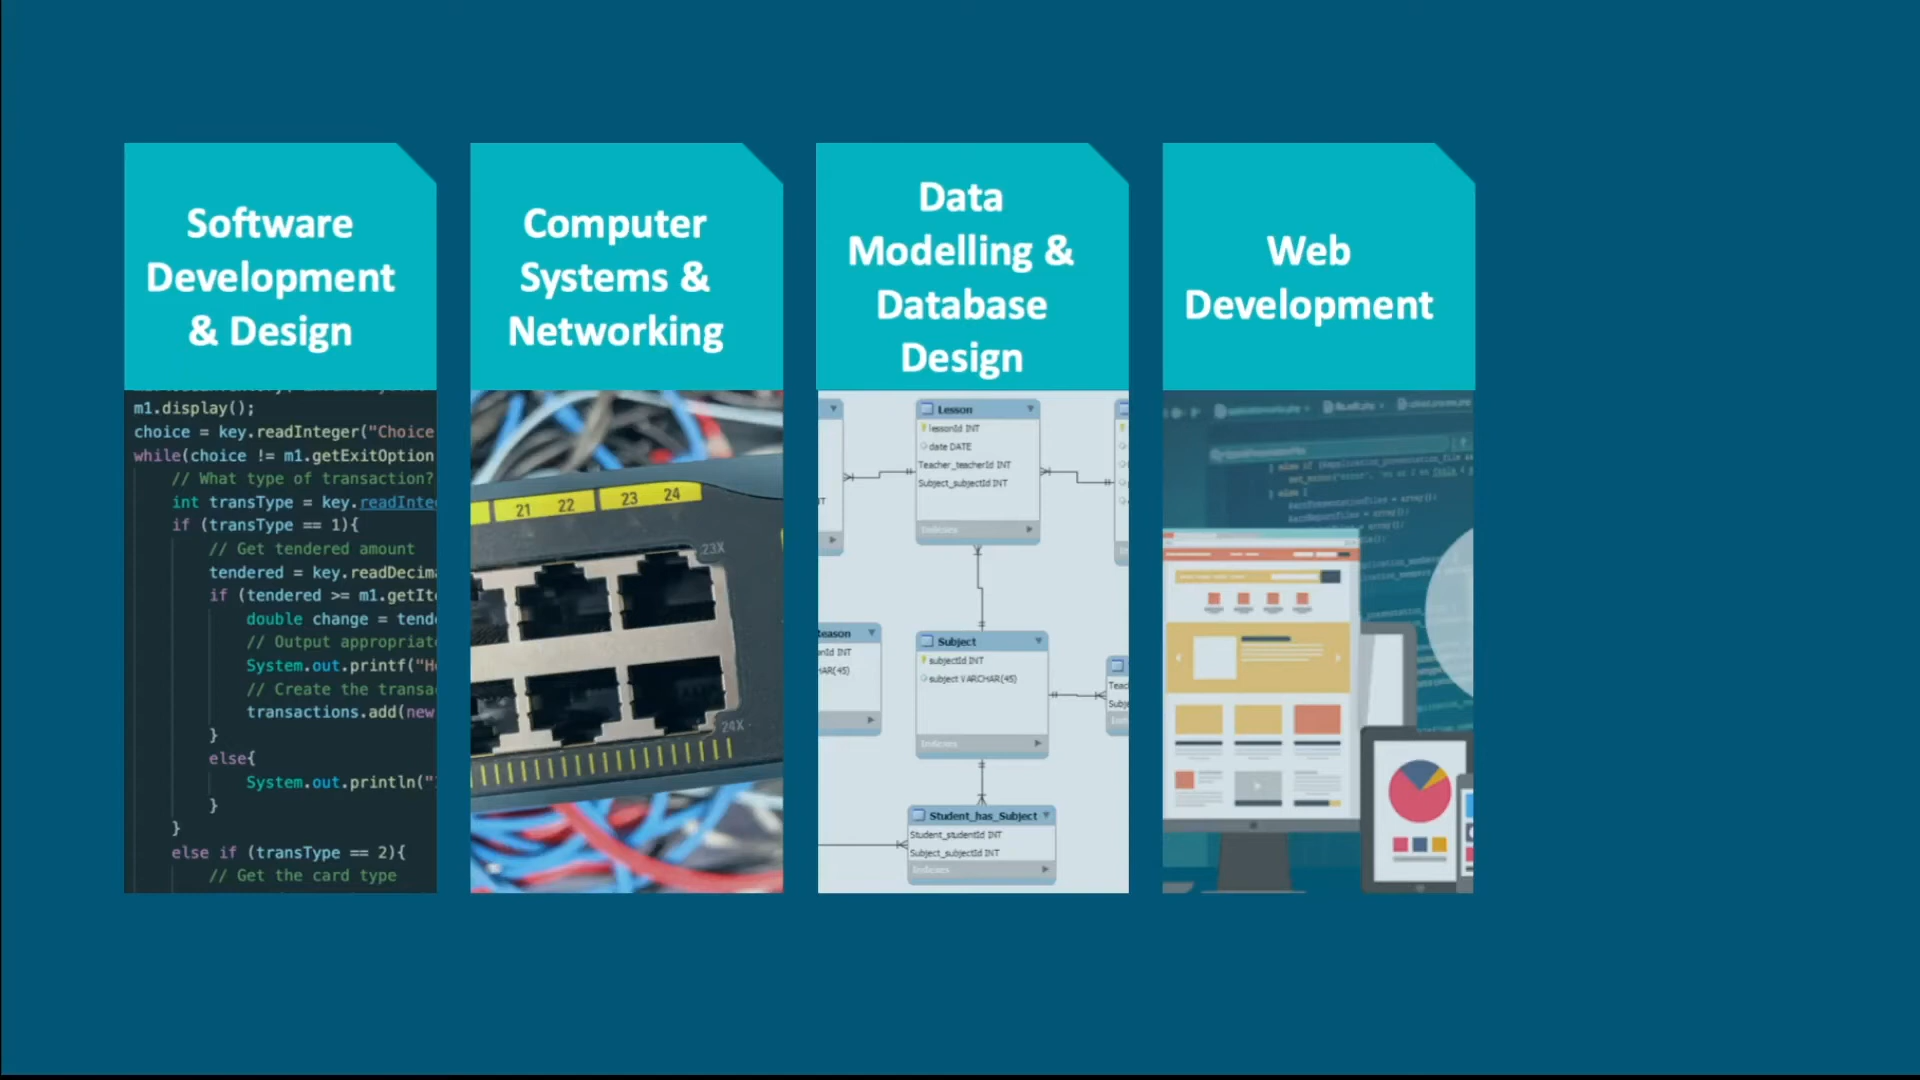 Software
Development
& Design
Computer
Systems &
Networking
Data
Modelling &
Database
Design
Web
Development
m1.display();
choice = key.readInteger("Choice
while(choice != m1.getExitOption
// What type of transaction?
int transType = key.readInte
if (transType == 1){
// Get tendered amount
tendered = key.readDecim
if (tendered >= m1.getIt
double change = tend
// Output appropriat
System.out.printf("H
// Create the transa
transactions.add(new
}
else{
System.out.println("
}
}
else if (transType == 2){
// Get the card type
21 22 23 24
23X
24X
Lesson
lessonId INT
date DATE
Teacher_teacherId INT
Subject_subjectId INT
Indexes
Reason
Subject
subjectId INT
subject VARCHAR(45)
Indexes
Student_has_Subject
Student_studentId INT
Subject_subjectId INT
Indexes